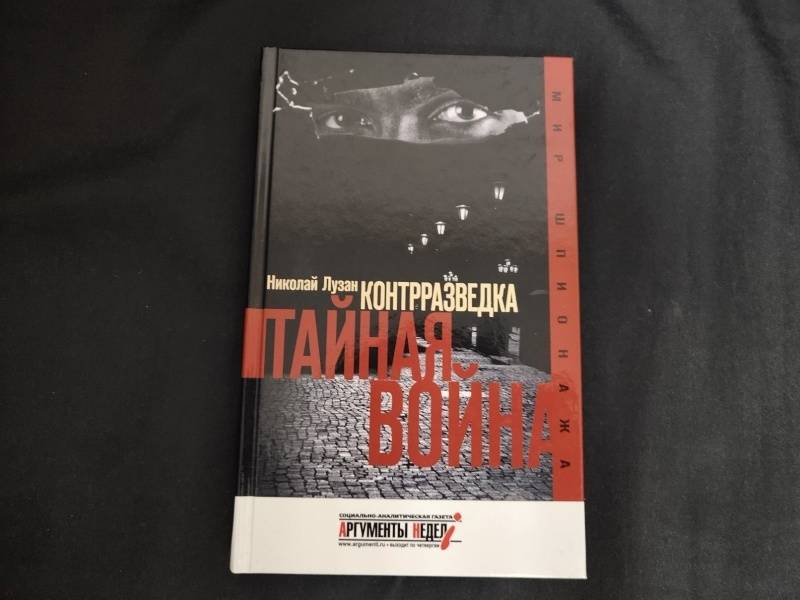 МИР ШПИОНАЖА
Николай Лузан
КОНТРРАЗВЕДКА
ТАЙНАЯ
ВОЙНА
СОЦИАЛЬНО-АНАЛИТИЧЕСКАЯ ГАЗЕТА
АРГУМЕНТЫ НЕДЕЛИ
www.argumenti.ru • ВЫХОДИТ ПО ЧЕТВЕРГАМ